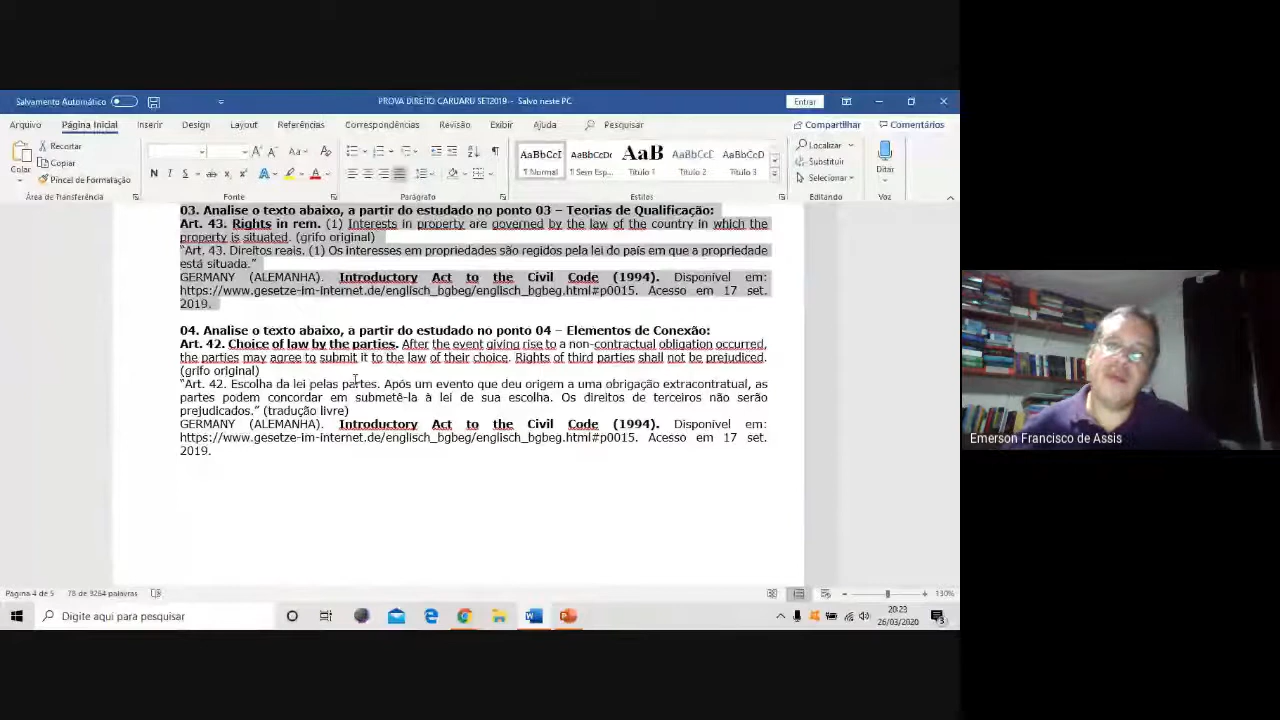 Salvamento Automático
PROVA DIREITO CARUARU SET2019 - Salvo neste PC
Entrar
Arquivo Página Inicial Inserir Design Layout Referências Correspondências Revisão Exibir Ajuda Pesquisar Compartilhar Comentários
Colar
Recortar
Copiar
Pincel de Formatação
Área de Transferência
N I S
Fonte
Parágrafo
AaBbCcI AaBbCcDc AaB AaBbCcI AaBbCcD
¶ Normal ¶ Sem Esp... Título 1 Título 2 Título 3
Estilos
Localizar
Substituir
Selecionar
Editando
Ditar
Voz
03. Analise o texto abaixo, a partir do estudado no ponto 03 – Teorias de Qualificação:
Art. 43. Rights in rem. (1) Interests in property are governed by the law of the country in which the
property is situated. (grifo original)
"Art. 43. Direitos reais. (1) Os interesses em propriedades são regidos pela lei do país em que a propriedade
está situada."
GERMANY (ALEMANHA). Introductory Act to the Civil Code (1994). Disponível em:
https://www.gesetze-im-internet.de/englisch_bgbeg/englisch_bgbeg.html#p0015. Acesso em 17 set.
2019.
04. Analise o texto abaixo, a partir do estudado no ponto 04 – Elementos de Conexão:
Art. 42. Choice of law by the parties. After the event giving rise to a non-contractual obligation occurred,
the parties may agree to submit it to the law of their choice. Rights of third parties shall not be prejudiced.
(grifo original)
"Art. 42. Escolha da lei pelas partes. Após um evento que deu origem a uma obrigação extracontratual, as
partes podem concordar em submetê-la à lei de sua escolha. Os direitos de terceiros não serão
prejudicados." (tradução livre)
GERMANY (ALEMANHA). Introductory Act to the Civil Code (1994). Disponível em:
https://www.gesetze-im-internet.de/englisch_bgbeg/englisch_bgbeg.html#p0015. Acesso em 17 set.
2019.
Emerson Francisco de Assis
Página 4 de 5 78 de 3264 palavras
130%
Digite aqui para pesquisar
20:23
26/03/2020